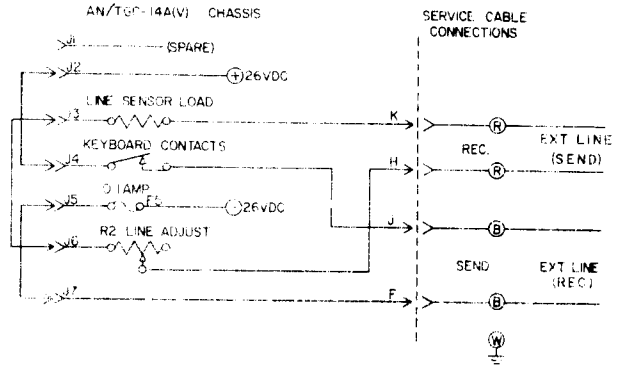 AN/TGC-14A(V) CHASSIS
SERVICE CABLE
CONNECTIONS
J1 (SPARE)
J2 + 26VDC
LINE SENSOR LOAD
J3 K R
EXT LINE
(SEND)
KEYBOARD CONTACTS
J4 H REC. R
J5 F5 - 26VDC
J B
R2 LINE ADJUST
J6
SEND EXT LINE
(REC)
J7 F B
W